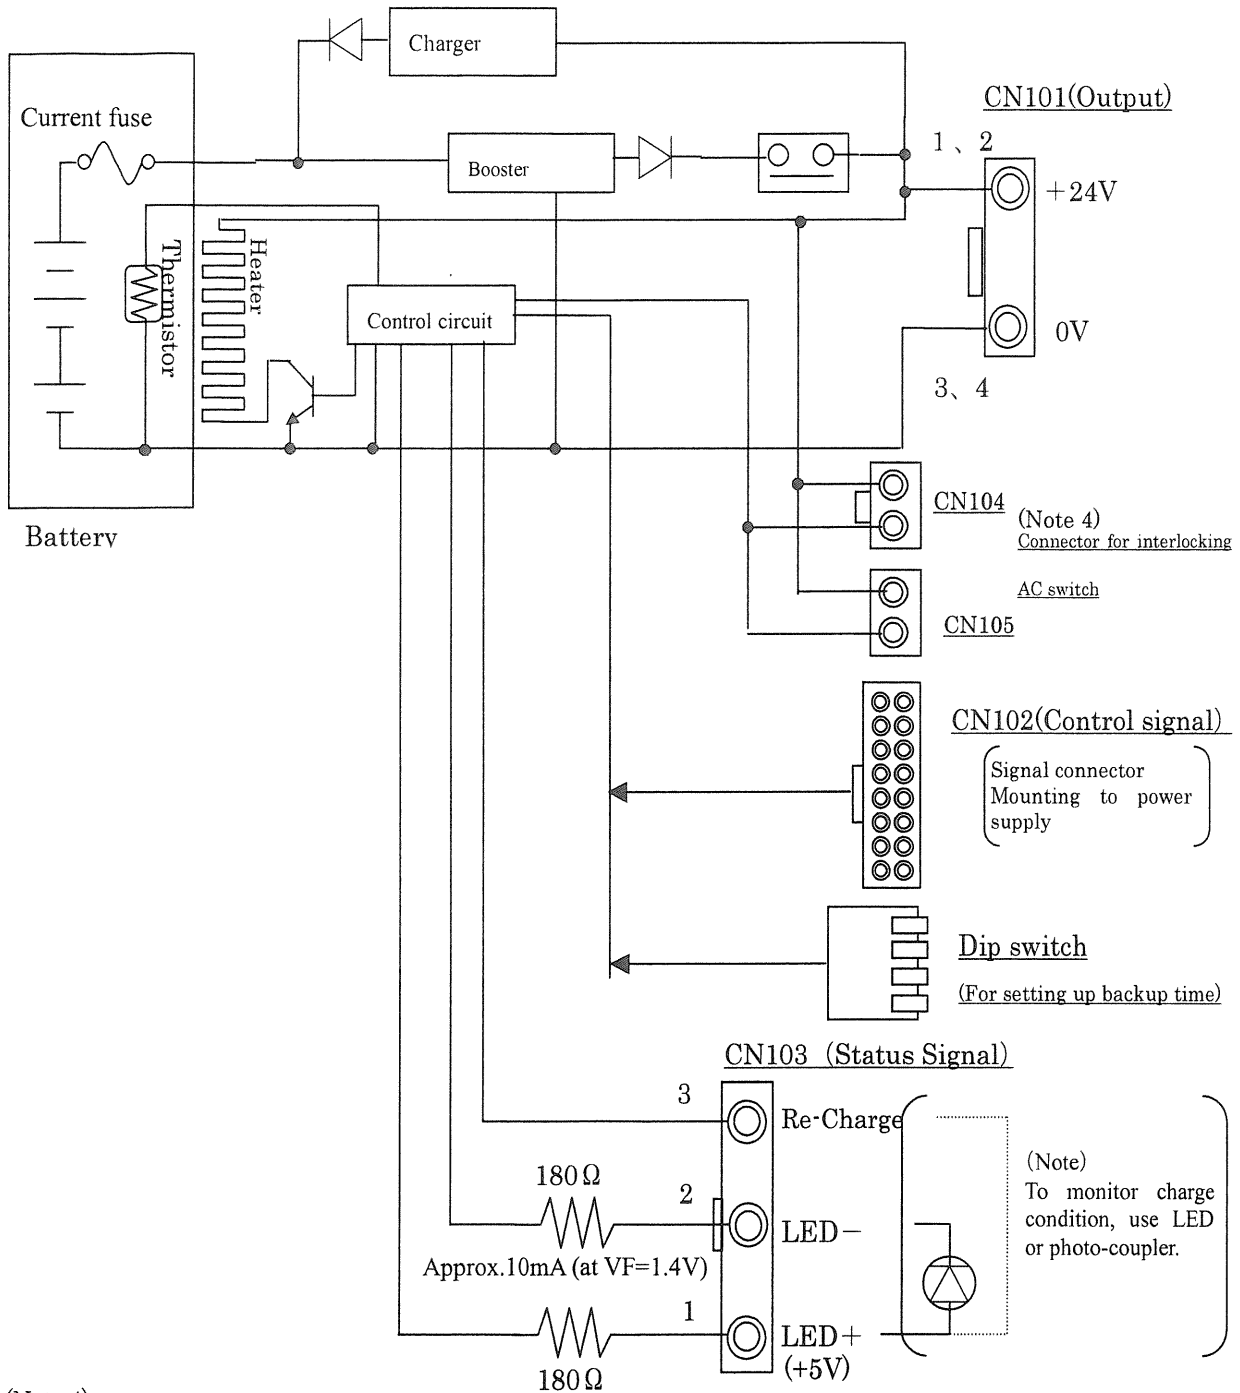 Charger
CN101(Output)
Current fuse
1、2
Booster
+24V
Thermistor
Heater
Control circuit
0V
3、4
CN104
(Note 4)
Connector for interlocking
Battery
AC switch
CN105
CN102(Control signal)
Signal connector
Mounting to power
supply
Dip switch
(For setting up backup time)
CN103 (Status Signal)
3
Re-Charge
(Note)
To monitor charge
condition, use LED
or photo-coupler.
180Ω
2
LED−
Approx.10mA (at VF=1.4V)
1
LED+
(+5V)
180Ω